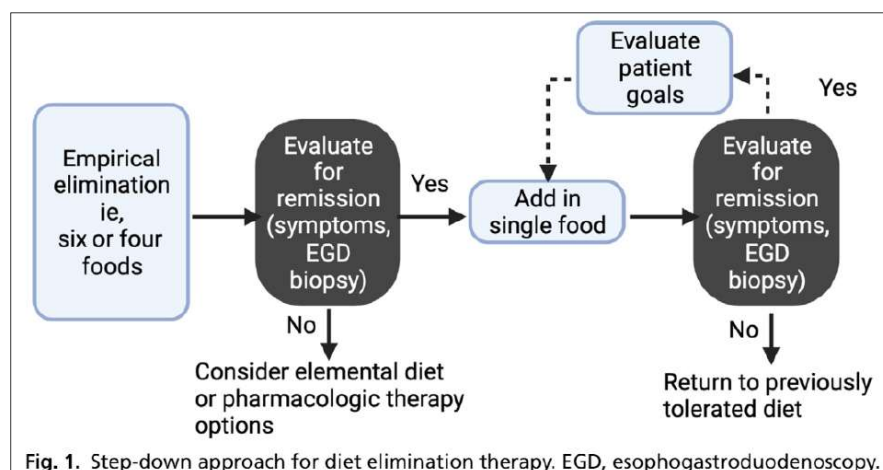 Evaluate
patient
goals
Yes
Empirical
elimination
ie,
six or four
foods
Evaluate
for
remission
(symptoms,
EGD
biopsy)
Yes
Add in
single food
Evaluate
for
remission
(symptoms,
EGD
biopsy)
No
Consider elemental diet
or pharmacologic therapy
options
No
Return to previously
tolerated diet
Fig. 1. Step-down approach for diet elimination therapy. EGD, esophogastroduodenoscopy.